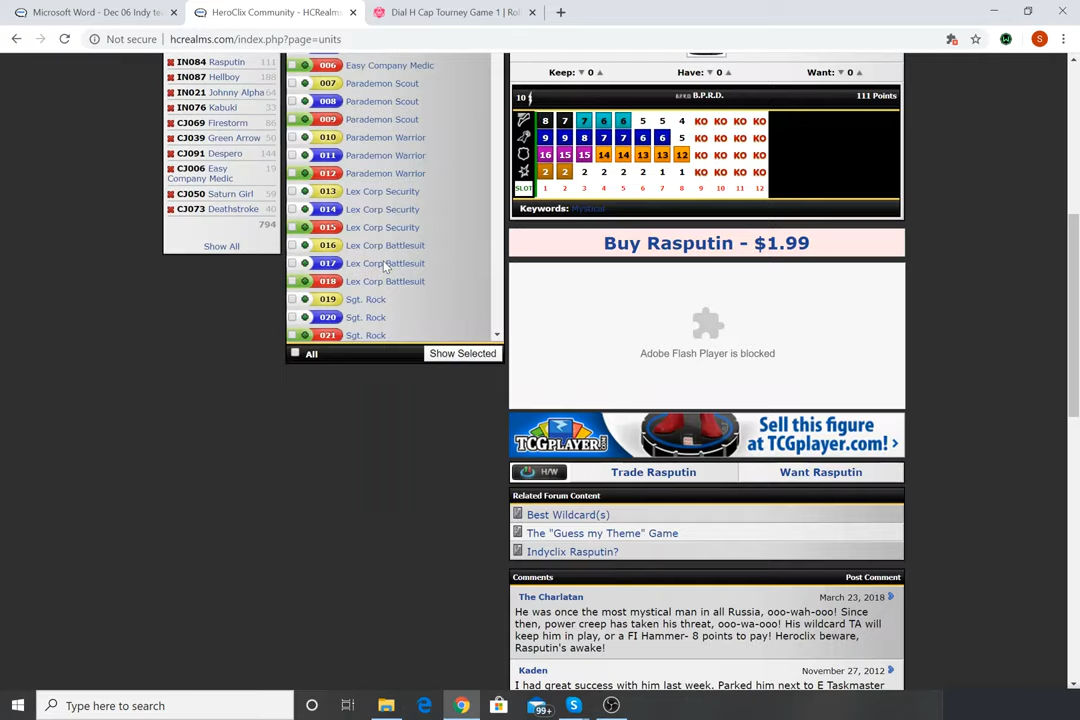 Microsoft Word - Dec 06 Indy te
HeroClix Community - HCRealms
Dial H Cap Tourney Game 1 | Rol
Not secure | hcrealms.com/index.php?page=units
IN084 Rasputin 111
IN087 Hellboy 188
IN021 Johnny Alpha 64
IN076 Kabuki 33
CJ069 Firestorm 86
CJ039 Green Arrow 50
CJ091 Despero 144
CJ006 Easy Company Medic 19
CJ050 Saturn Girl 59
CJ073 Deathstroke 40
794
Show All
006 Easy Company Medic
007 Parademon Scout
008 Parademon Scout
009 Parademon Scout
010 Parademon Warrior
011 Parademon Warrior
012 Parademon Warrior
013 Lex Corp Security
014 Lex Corp Security
015 Lex Corp Security
016 Lex Corp Battlesuit
017 Lex Corp Battlesuit
018 Lex Corp Battlesuit
019 Sgt. Rock
020 Sgt. Rock
021 Sgt. Rock
All
Show Selected
Keep: 0 Have: 0 Want: 0
10 B.P.R.D. B.P.R.D. 111 Points
8 7 7 6 6 5 5 4 KO KO KO KO
9 9 8 7 7 6 6 5 KO KO KO KO
16 15 15 14 14 13 13 12 KO KO KO KO
2 2 2 2 2 2 1 1 KO KO KO KO
SLOT 1 2 3 4 5 6 7 8 9 10 11 12
Keywords: Mystical
Buy Rasputin - $1.99
Adobe Flash Player is blocked
TCGPLAYER.com
Sell this figure
at TCGplayer.com!
H/W Trade Rasputin Want Rasputin
Related Forum Content
Best Wildcard(s)
The "Guess my Theme" Game
Indyclix Rasputin?
Comments Post Comment
The Charlatan March 23, 2018
He was once the most mystical man in all Russia, ooo-wah-ooo! Since
then, power creep has taken his threat, ooo-wa-ooo! His wildcard TA will
keep him in play, or a FI Hammer- 8 points to pay! Heroclix beware,
Rasputin's awake!
Kaden November 27, 2012
I had great success with him last week. Parked him next to E Taskmaster
Type here to search
99+